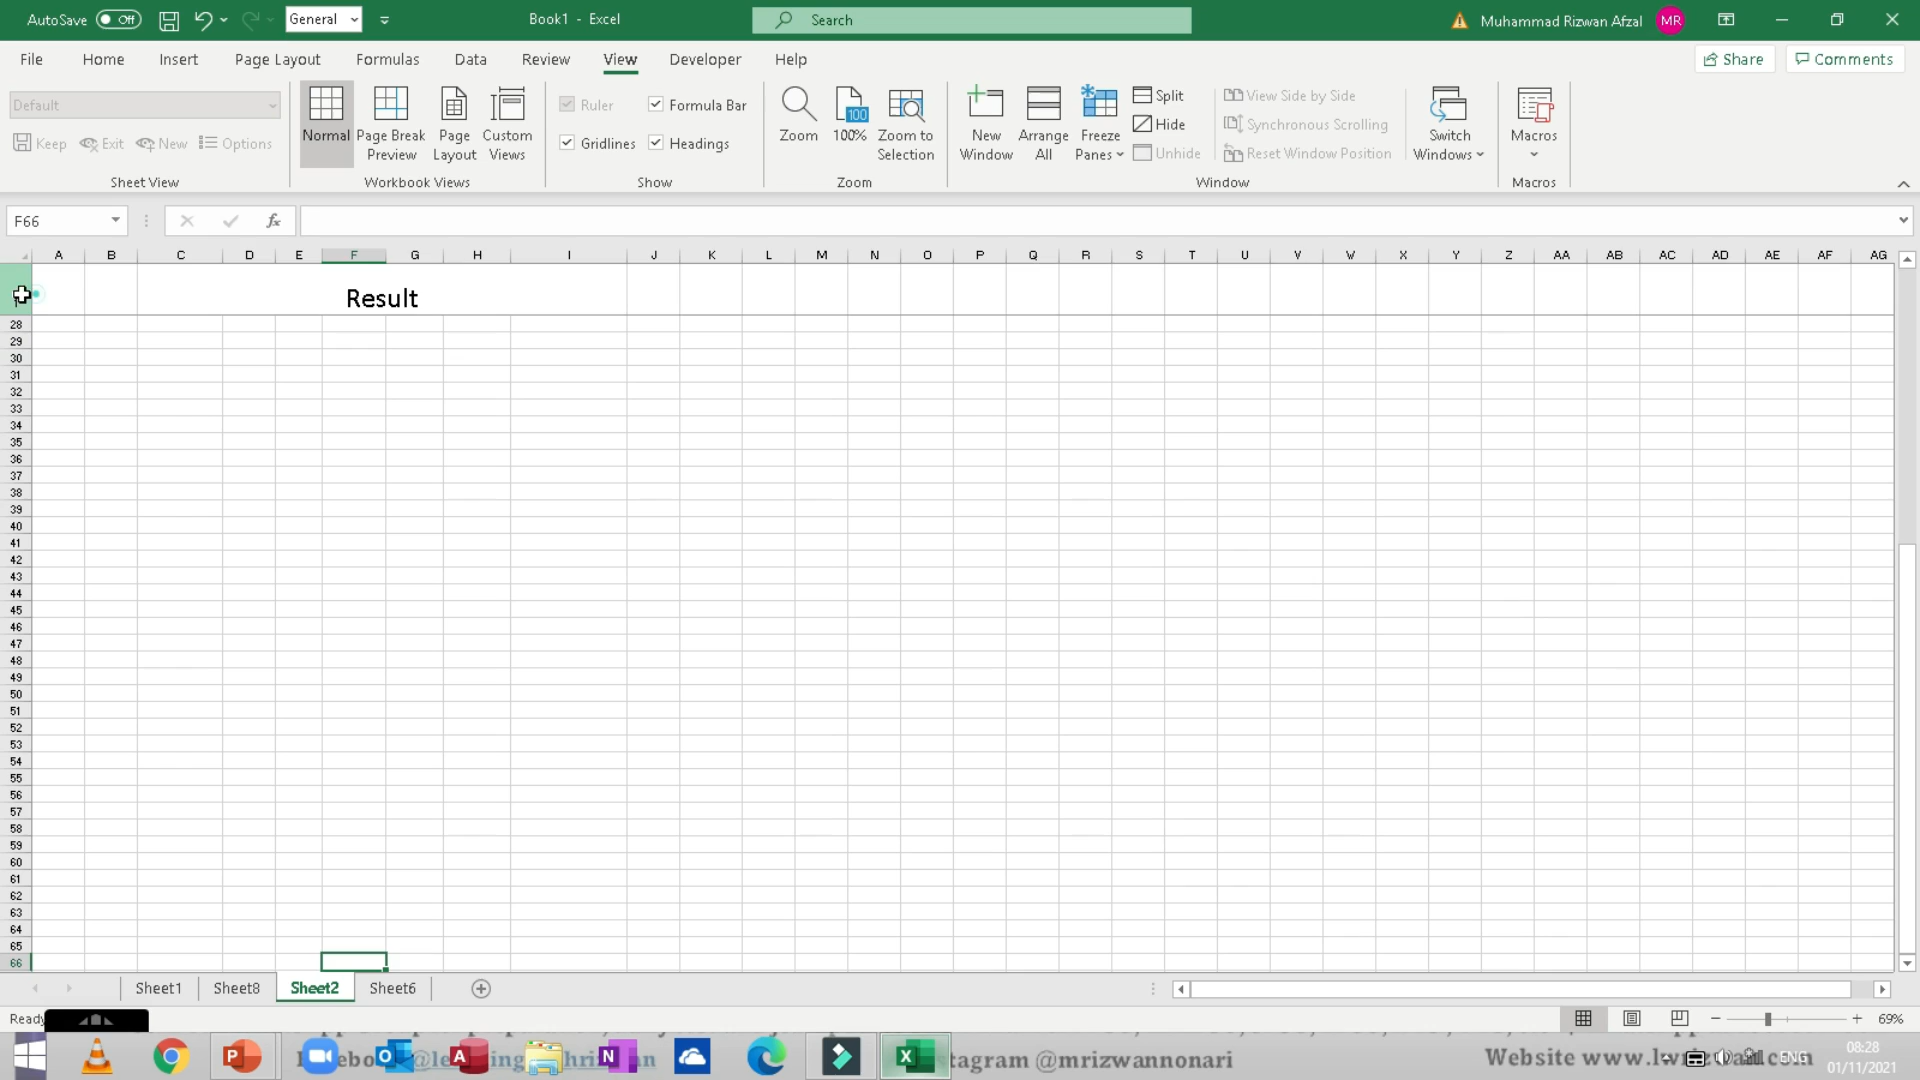 AutoSave Off General Book1 - Excel Search Muhammad Rizwan Afzal MR
File Home Insert Page Layout Formulas Data Review View Developer Help Share Comments
Default
Keep Exit New Options
Sheet View
Normal Page Break Preview Page Layout Custom Views
Workbook Views
Ruler Formula Bar
Gridlines Headings
Show
Zoom 100 100% Zoom to Selection
Zoom
New Window Arrange All Freeze Panes
Split
Hide
Unhide
View Side by Side
Synchronous Scrolling
Reset Window Position
Switch Windows
Window
Macros
Macros
F66 fx
A B C D E F G H I J K L M N O P Q R S T U V W X Y Z AA AB AC AD AE AF AG
Result
28
29
30
31
32
33
34
35
36
37
38
39
40
41
42
43
44
45
46
47
48
49
50
51
52
53
54
55
56
57
58
59
60
61
62
63
64
65
66
Sheet1 Sheet8 Sheet2 Sheet6
Ready 69%
tagram @mrizwannonari
Website
ENG
08:28
01/11/2021